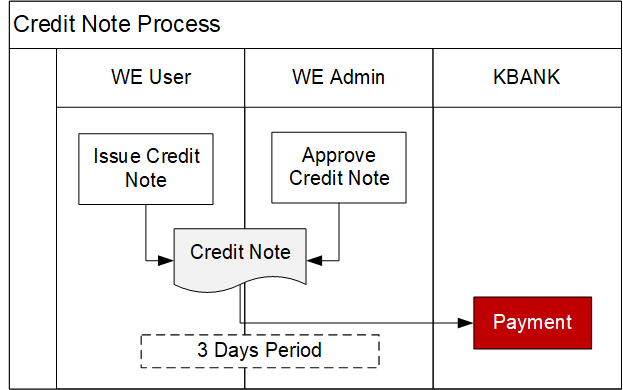 Credit Note Process
WE User
WE Admin
KBANK
Issue Credit
Note
Approve
Credit Note
Credit Note
Payment
3 Days Period